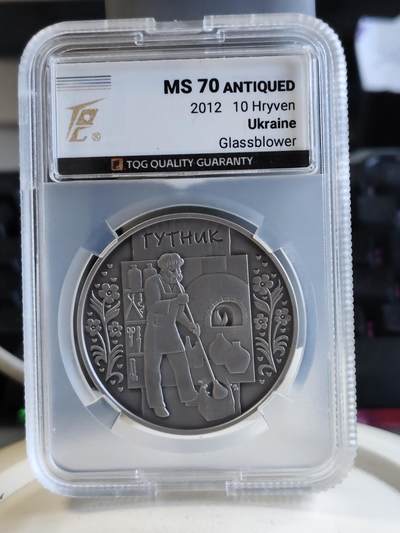 MS 70 ANTIQUED
2012 10 Hryven
Ukraine
Glassblower
TQG QUALITY GUARANTY
ГУТНИК